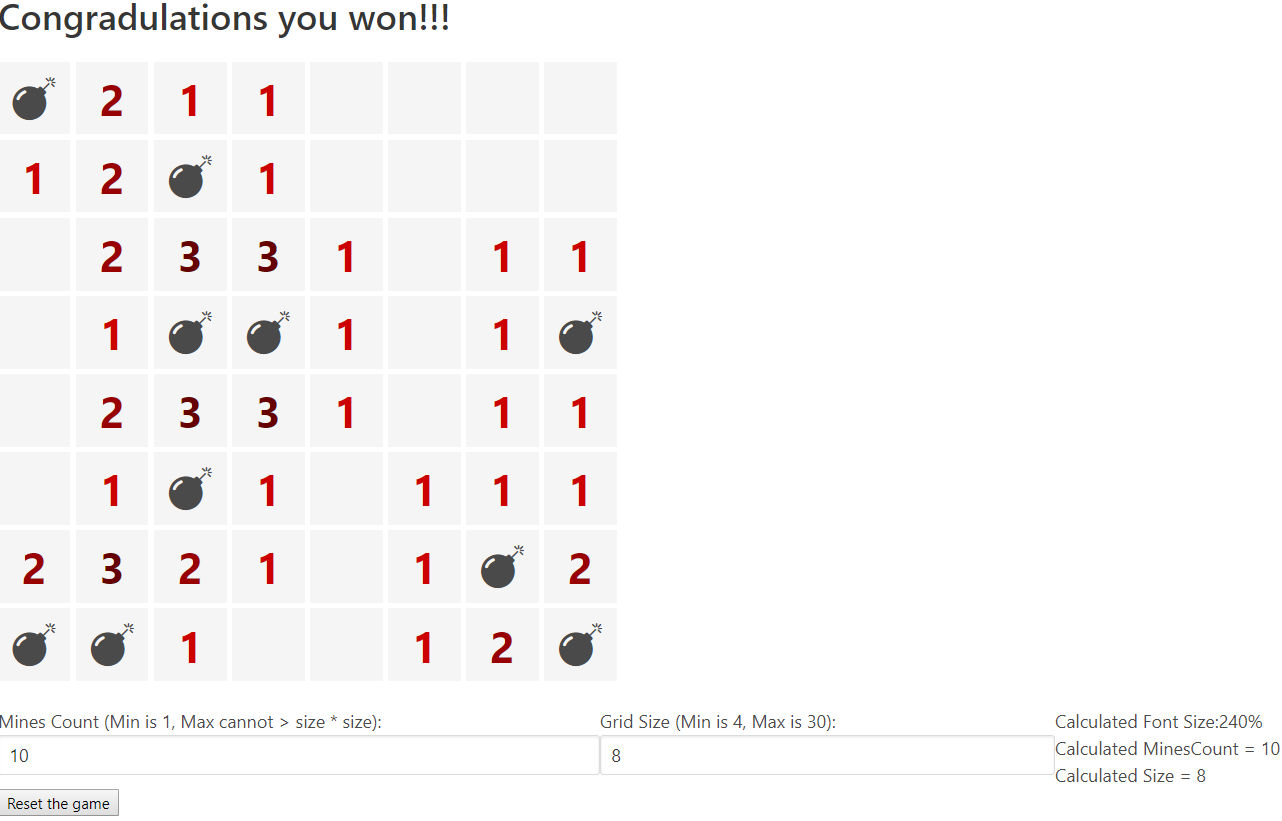 Congradulations you won!!!
2 1 1
1 2 1
2 3 3 1 1 1
1 1 1
2 3 3 1 1 1
1 1 1 1 1
2 3 2 1 1 2
1 1 2
Mines Count (Min is 1, Max cannot > size * size): Grid Size (Min is 4, Max is 30): Calculated Font Size:240%
10 8 Calculated MinesCount = 10
Calculated Size = 8
Reset the game